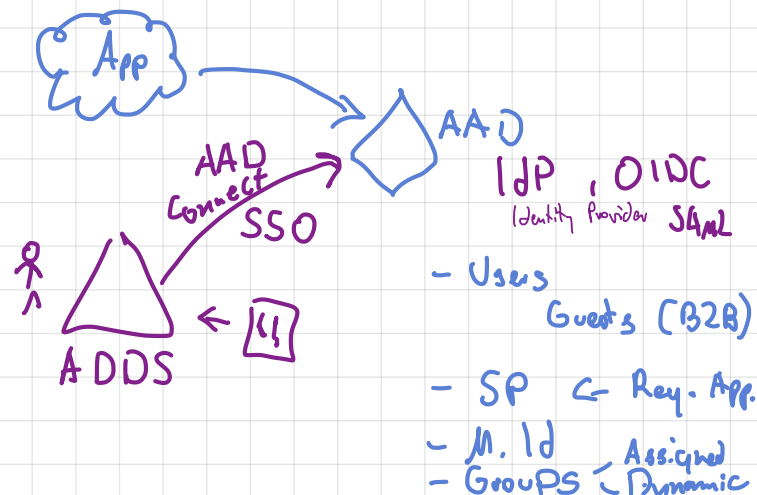 App
AAD
AAD
Connect
SSO
IdP , OIDC
Identity Provider SAML
ADDS
- Users
Guests (B2B)
- SP ← Reg. App.
- M. Id
- Groups Assigned
Dynamic